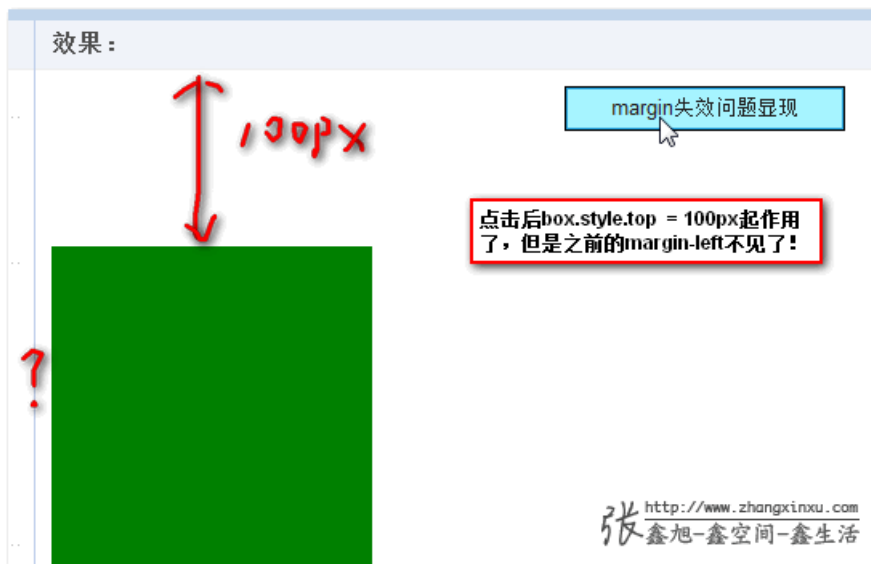 效果：
margin失效问题显现
100px
点击后box.style.top = 100px起作用
了，但是之前的margin-left不见了！
?
张
http://www.zhangxinxu.com
鑫旭-鑫空间-鑫生活